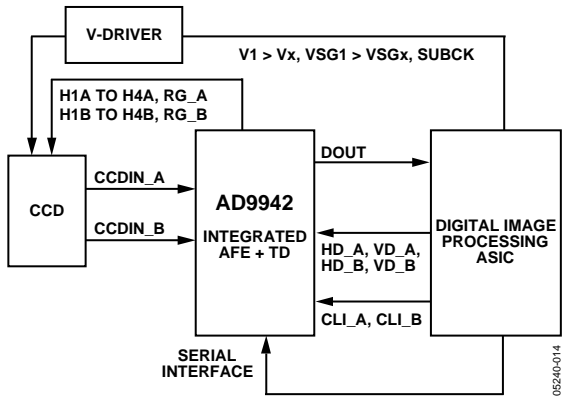 V-DRIVER
V1 > Vx, VSG1 > VSGx, SUBCK
H1A TO H4A, RG_A
H1B TO H4B, RG_B
CCD
CCDIN_A
CCDIN_B
AD9942
INTEGRATED
AFE + TD
DOUT
HD_A, VD_A,
HD_B, VD_B
CLI_A, CLI_B
DIGITAL IMAGE
PROCESSING
ASIC
SERIAL
INTERFACE
05240-014